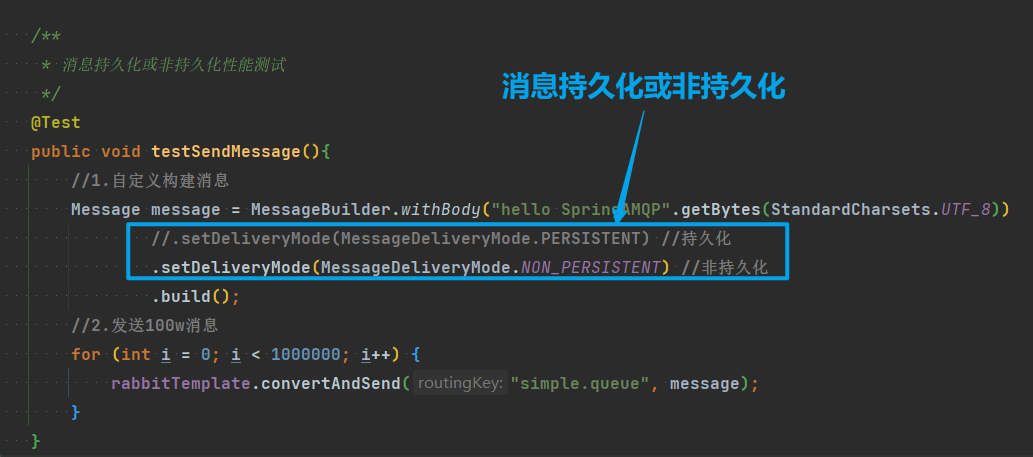 /**
* 消息持久化或非持久化性能测试
*/
消息持久化或非持久化
@Test
public void testSendMessage(){
//1.自定义构建消息
Message message = MessageBuilder.withBody("hello SprineAMQP".getBytes(StandardCharsets.UTF_8))
//.setDeliveryMode(MessageDeliveryMode.PERSISTENT) //持久化
.setDeliveryMode(MessageDeliveryMode.NON_PERSISTENT) //非持久化
.build();
//2.发送100w消息
for (int i = 0; i < 1000000; i++) {
rabbitTemplate.convertAndSend( routingKey: "simple.queue", message);
}
}